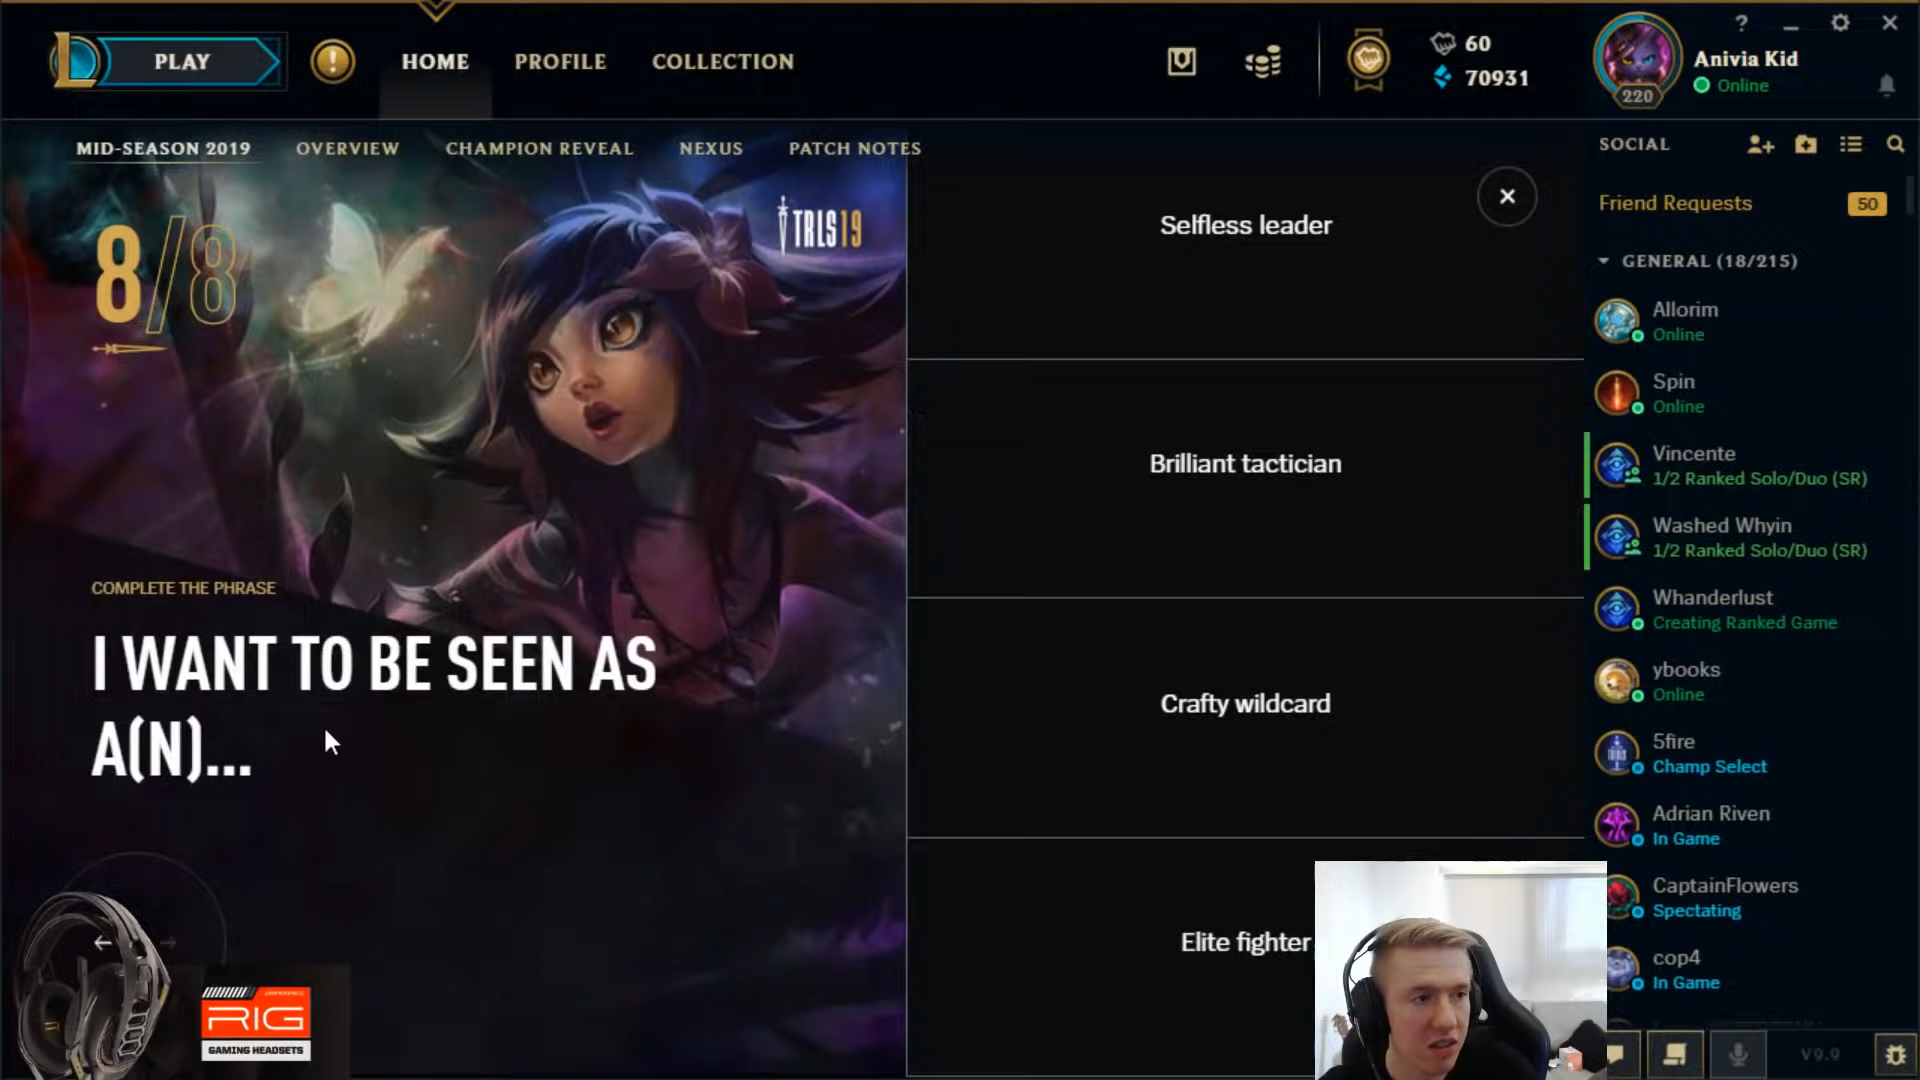 PLAY
HOME
PROFILE
COLLECTION
60
70931
220
?
Anivia Kid
Online
MID-SEASON 2019
OVERVIEW
CHAMPION REVEAL
NEXUS
PATCH NOTES
8/8
TRLS19
COMPLETE THE PHRASE
I WANT TO BE SEEN AS
A(N)...
RIG
GAMING HEADSETS
Selfless leader
Brilliant tactician
Crafty wildcard
Elite fighter
SOCIAL
Friend Requests
50
GENERAL (18/215)
Allorim
Online
Spin
Online
Vincente
1/2 Ranked Solo/Duo (SR)
Washed Whyin
1/2 Ranked Solo/Duo (SR)
Whanderlust
Creating Ranked Game
ybooks
Online
5fire
Champ Select
Adrian Riven
In Game
CaptainFlowers
Spectating
cop4
In Game
V9.9